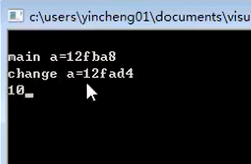 c:\users\yincheng01\documents\visu
main a=12fba8
change a=12fad4
10